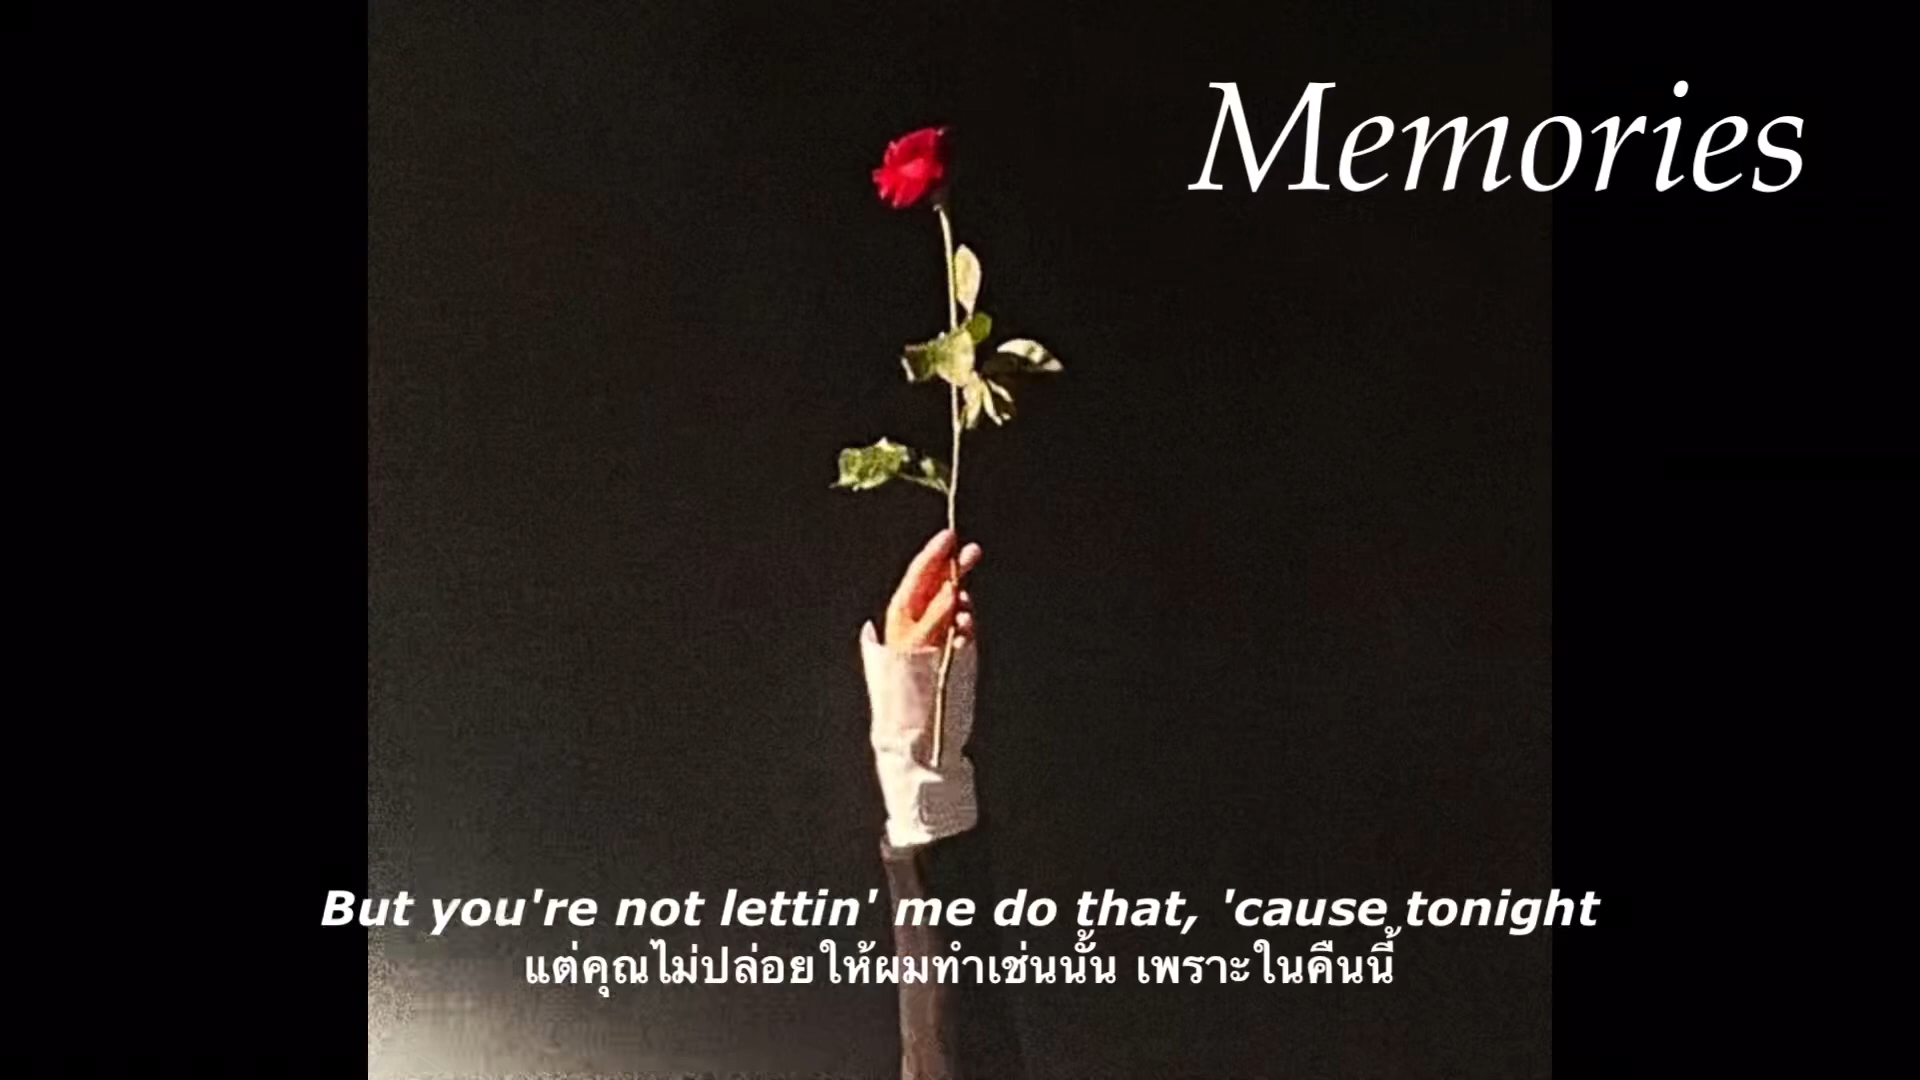 Memories
But you're not lettin' me do that, 'cause tonight
แต่คุณไม่ปล่อยให้ผมทำเช่นนั้น เพราะในคืนนี้